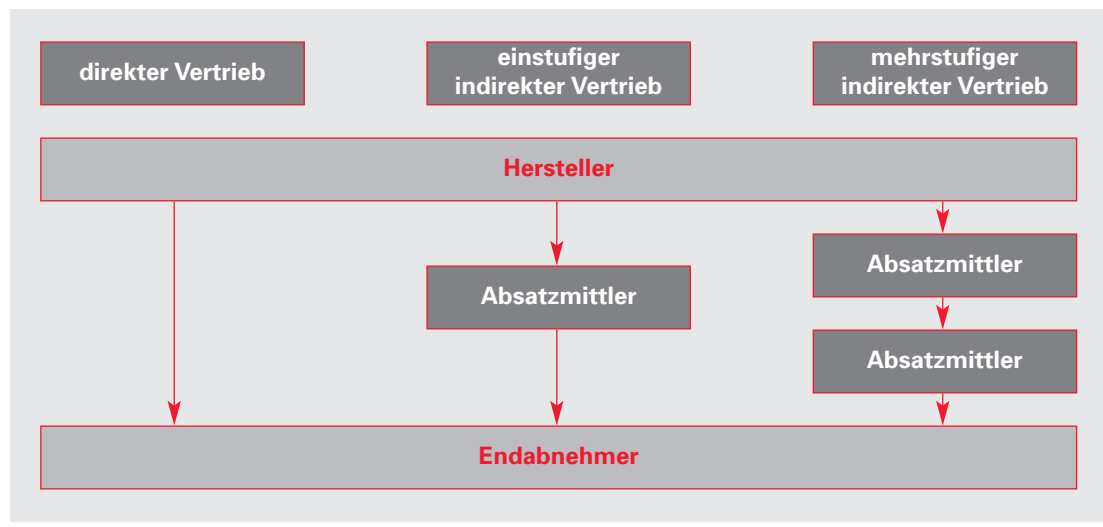 direkter Vertrieb
einstufiger
indirekter Vertrieb
mehrstufiger
indirekter Vertrieb
Hersteller
Absatzmittler
Absatzmittler
Absatzmittler
Endabnehmer